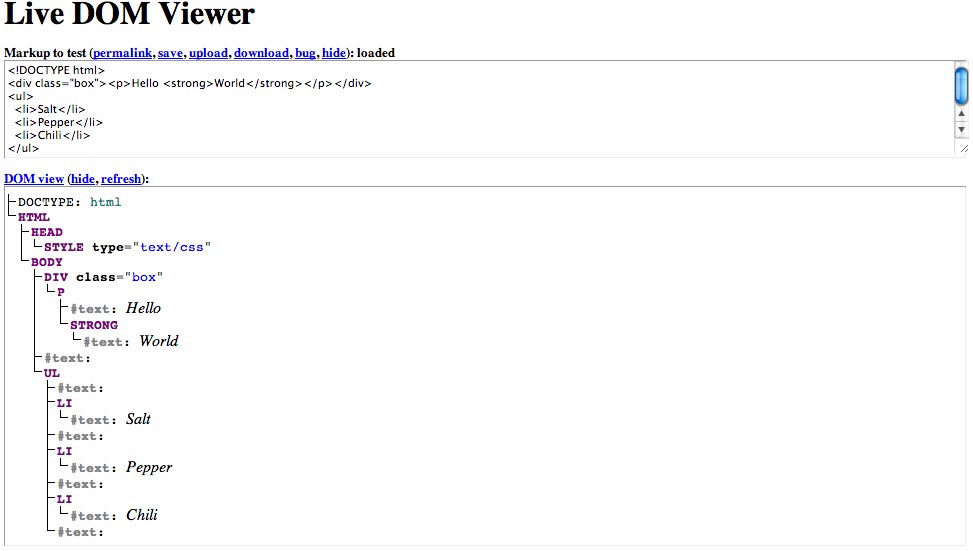 Live DOM Viewer
Markup to test (permalink, save, upload, download, bug, hide): loaded
<!DOCTYPE html>
<div class="box"><p>Hello <strong>World</strong></p></div>
<ul>
<li>Salt</li>
<li>Pepper</li>
<li>Chili</li>
</ul>
DOM view (hide, refresh):
DOCTYPE: html
HTML
HEAD
STYLE type="text/css"
BODY
DIV class="box"
P
#text: Hello
STRONG
#text: World
#text:
UL
#text:
LI
#text: Salt
#text:
LI
#text: Pepper
#text:
LI
#text: Chili
#text: